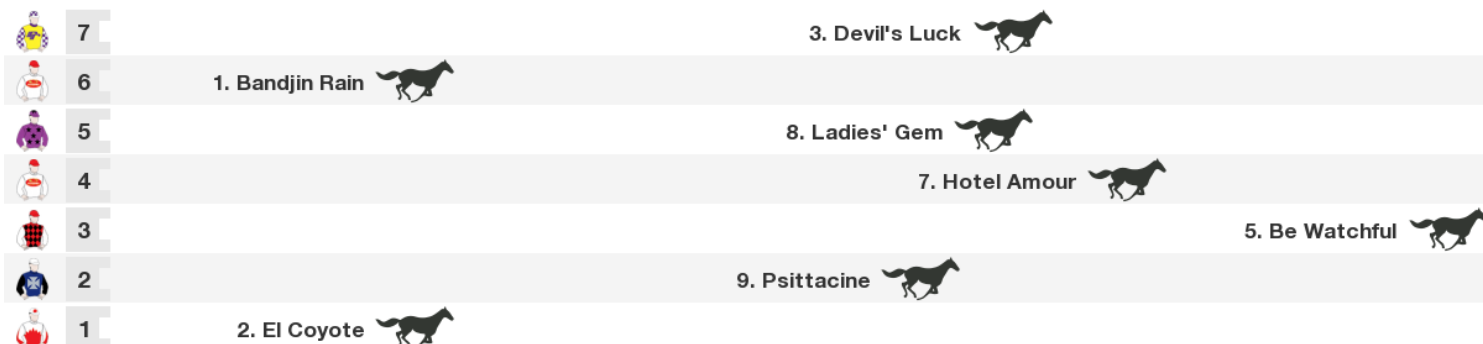 7 3. Devil's Luck
6 1. Bandjin Rain
5 8. Ladies' Gem
4 7. Hotel Amour
3 5. Be Watchful
2 9. Psittacine
1 2. El Coyote